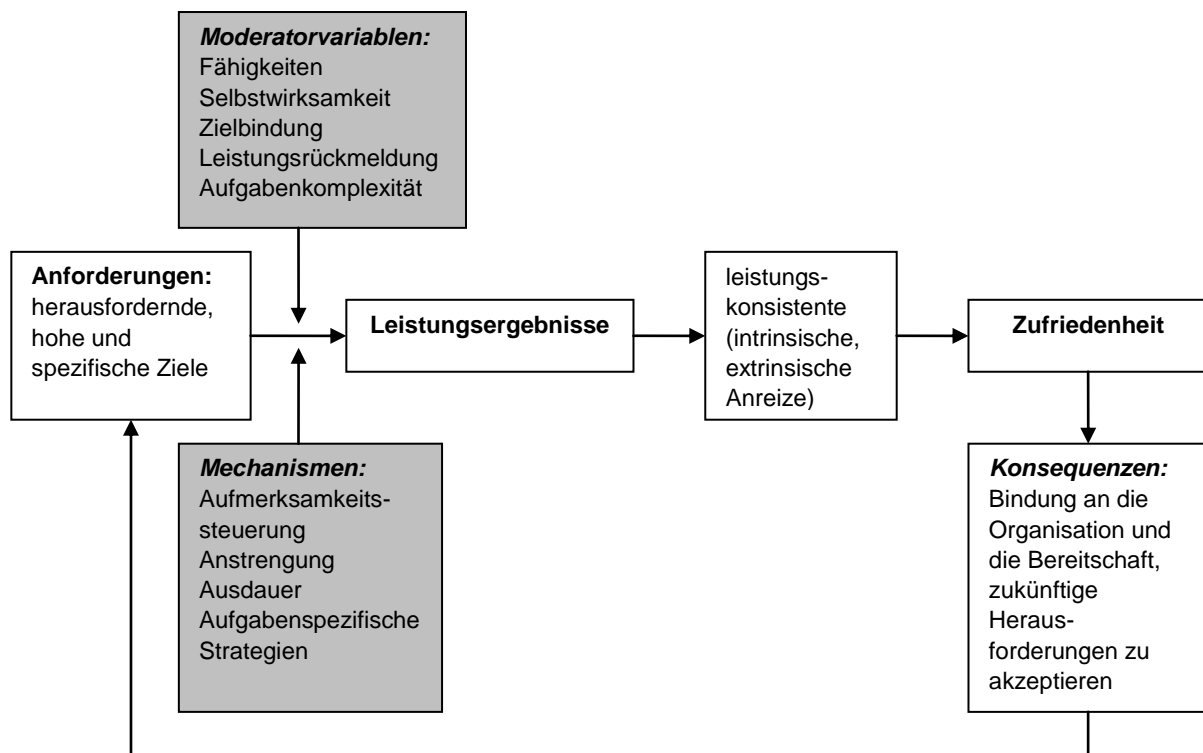 Moderatorvariablen:
Fähigkeiten
Selbstwirksamkeit
Zielbindung
Leistungsrückmeldung
Aufgabenkomplexität
Anforderungen:
herausfordernde,
hohe und
spezifische Ziele
Leistungsergebnisse
leistungs-
konsistente
(intrinsische,
extrinsische
Anreize)
Zufriedenheit
Mechanismen:
Aufmerksamkeits-
steuerung
Anstrengung
Ausdauer
Aufgabenspezifische
Strategien
Konsequenzen:
Bindung an die
Organisation und
die Bereitschaft,
zukünftige
Heraus-
forderungen zu
akzeptieren